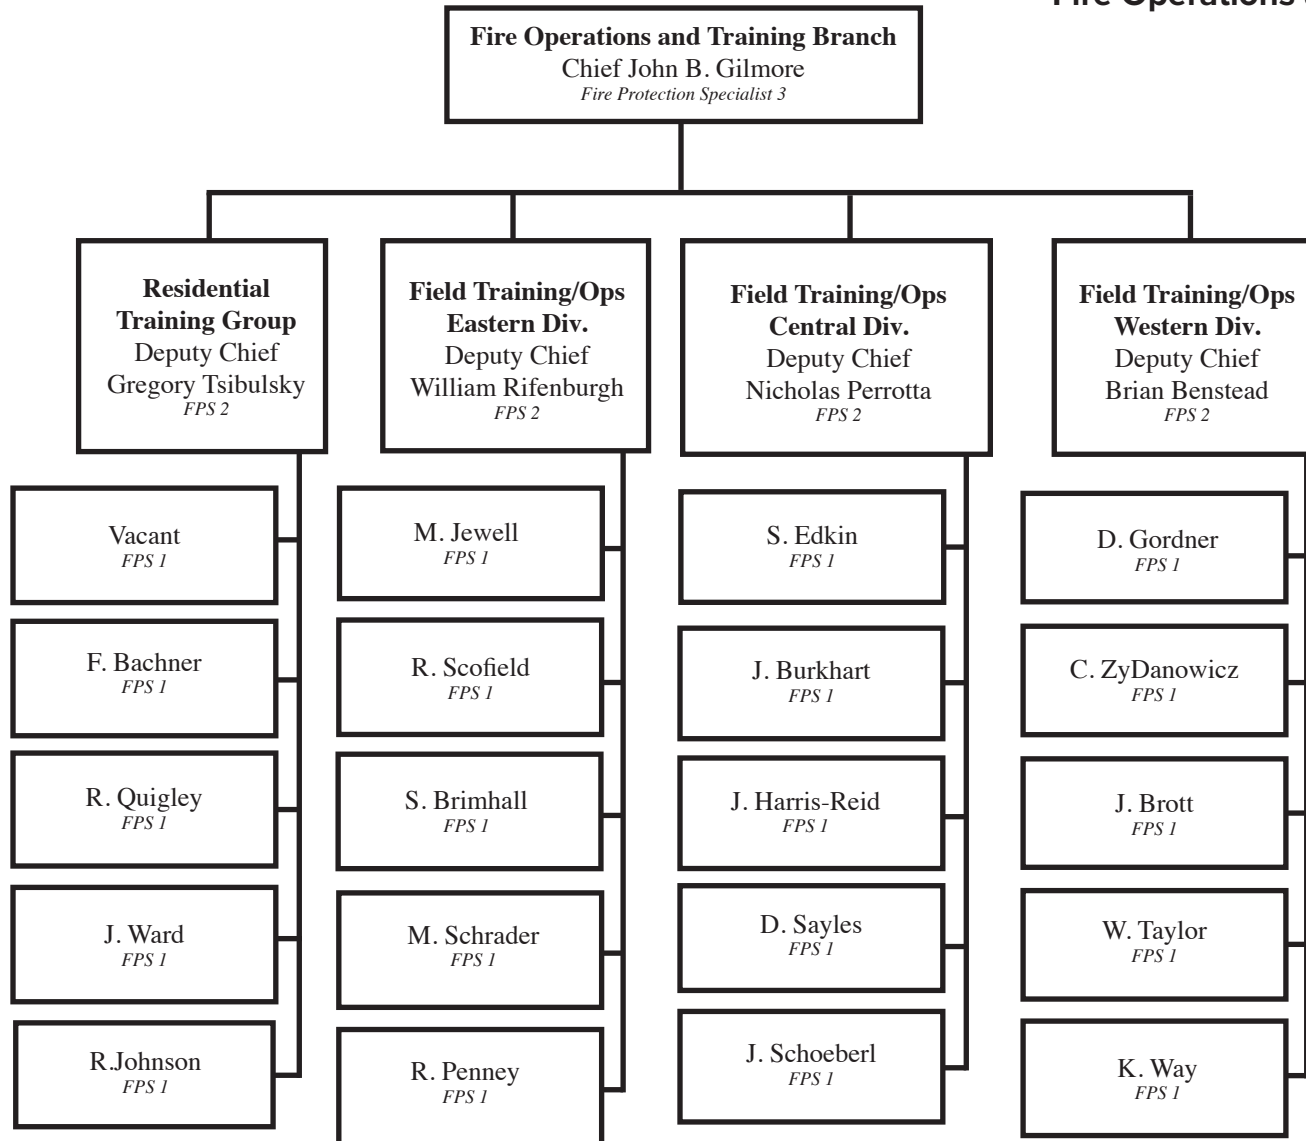 Fire Operations
Fire Operations and Training Branch
Chief John B. Gilmore
Fire Protection Specialist 3
Residential
Training Group
Deputy Chief
Gregory Tsibulsky
FPS 2
Vacant
FPS 1
F. Bachner
FPS 1
R. Quigley
FPS 1
J. Ward
FPS 1
R.Johnson
FPS 1
Field Training/Ops
Eastern Div.
Deputy Chief
William Rifenburgh
FPS 2
M. Jewell
FPS 1
R. Scofield
FPS 1
S. Brimhall
FPS 1
M. Schrader
FPS 1
R. Penney
FPS 1
Field Training/Ops
Central Div.
Deputy Chief
Nicholas Perrotta
FPS 2
S. Edkin
FPS 1
J. Burkhart
FPS 1
J. Harris-Reid
FPS 1
D. Sayles
FPS 1
J. Schoeberl
FPS 1
Field Training/Ops
Western Div.
Deputy Chief
Brian Benstead
FPS 2
D. Gordner
FPS 1
C. ZyDanowicz
FPS 1
J. Brott
FPS 1
W. Taylor
FPS 1
K. Way
FPS 1